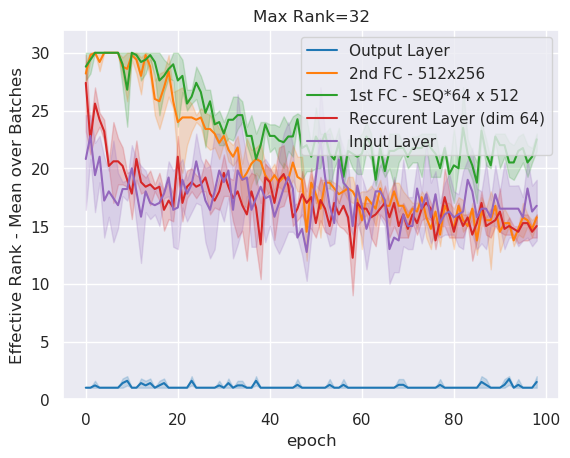 Max Rank=32
Effective Rank - Mean over Batches
30
25
20
15
10
5
0
Output Layer
2nd FC - 512x256
1st FC - SEQ*64 x 512
Reccurent Layer (dim 64)
Input Layer
0 20 40 60 80 100
epoch